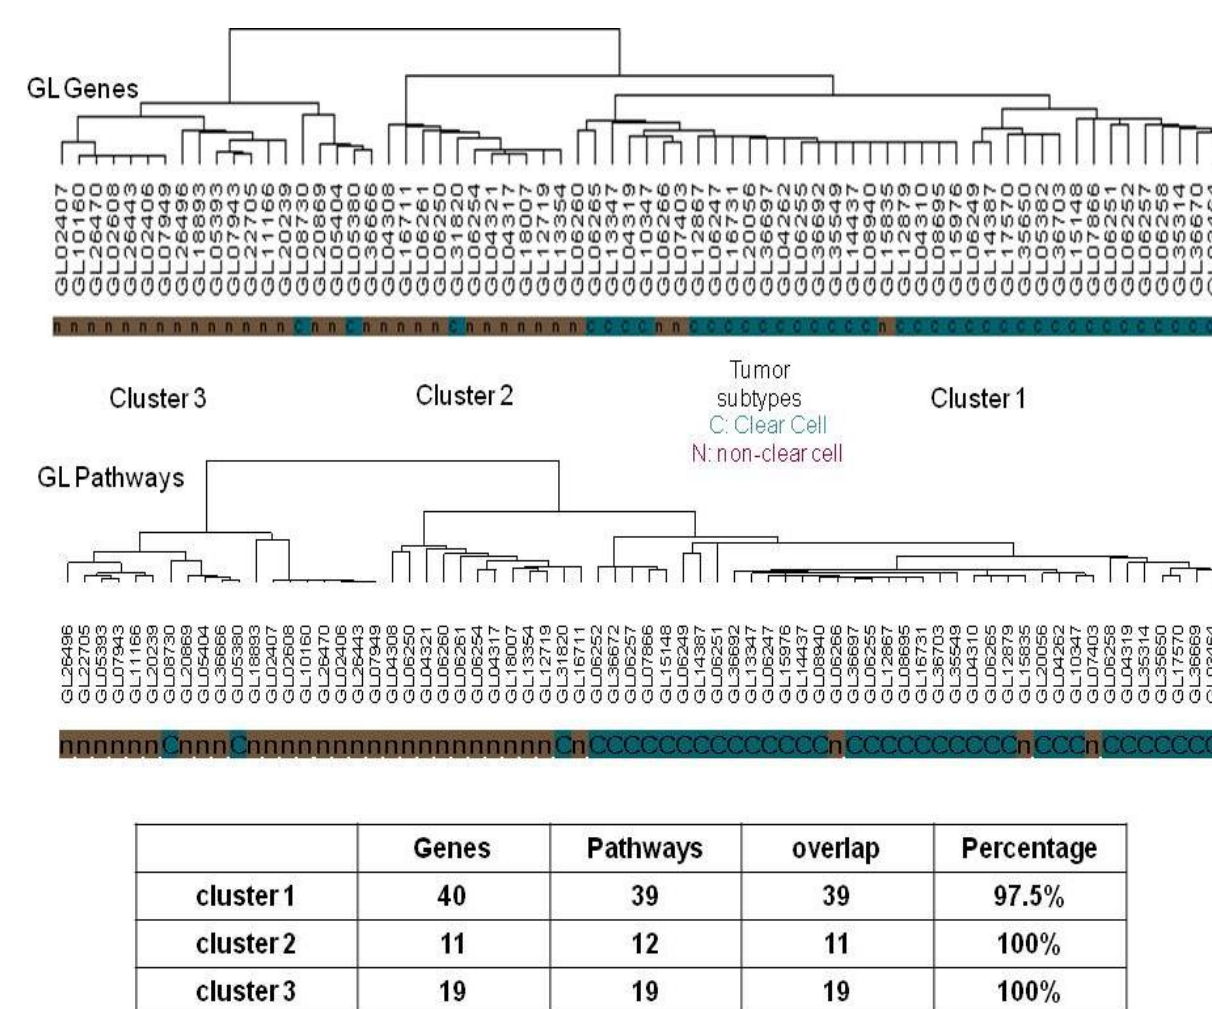 GL Genes
GL02407 GL10160 GL26470 GL02608 GL26443 GL02406 GL07949 GL26496 GL18893 GL05393 GL07943 GL22705 GL11166 GL20239 GL08730 GL20869 GL05404 GL05380 GL36666 GL04308 GL16711 GL06261 GL06250 GL31820 GL06254 GL04321 GL04317 GL18007 GL12719 GL13354 GL06260 GL06265 GL13347 GL04319 GL10347 GL06266 GL07403 GL12867 GL06247 GL16731 GL20056 GL36697 GL04262 GL06255 GL36692 GL35549 GL14437 GL08940 GL15835 GL12879 GL04310 GL08695 GL15976 GL06249 GL14387 GL17570 GL35650 GL05382 GL36703 GL15148 GL07866 GL06251 GL06252 GL06257 GL06258 GL35314 GL36670
n n n n n n n n n n n n n n c n n c n n n n n c n n n n n n n c c c c n n c c c c c c c c c c c n c c c c c c c c c c c c c c c c c c c
Cluster 3
Cluster 2
Tumor
subtypes
C: Clear Cell
N: non-clear cell
Cluster 1
GL Pathways
GL26496 GL22705 GL05393 GL07943 GL11166 GL20239 GL08730 GL20869 GL05404 GL36666 GL05380 GL18893 GL02407 GL02608 GL10160 GL26470 GL02406 GL26443 GL07949 GL04308 GL06250 GL04321 GL06260 GL06261 GL06254 GL04317 GL18007 GL13354 GL12719 GL31820 GL16711 GL06252 GL36672 GL06257 GL07866 GL15148 GL06249 GL14387 GL06251 GL36692 GL13347 GL06247 GL15976 GL14437 GL08940 GL06266 GL36697 GL06255 GL12867 GL08695 GL16731 GL36703 GL35549 GL04310 GL06265 GL12879 GL15835 GL20056 GL04262 GL10347 GL07403 GL06258 GL04319 GL35314 GL35650 GL17570 GL36669
nnnnnnCnnnCnnnnnnnnnnnnnnnnnnCnCCCCCCCCCCCCCCnCCCCCCCCCCnCCCnCCCCCCC
Genes Pathways overlap Percentage
cluster 1 40 39 39 97.5%
cluster 2 11 12 11 100%
cluster 3 19 19 19 100%